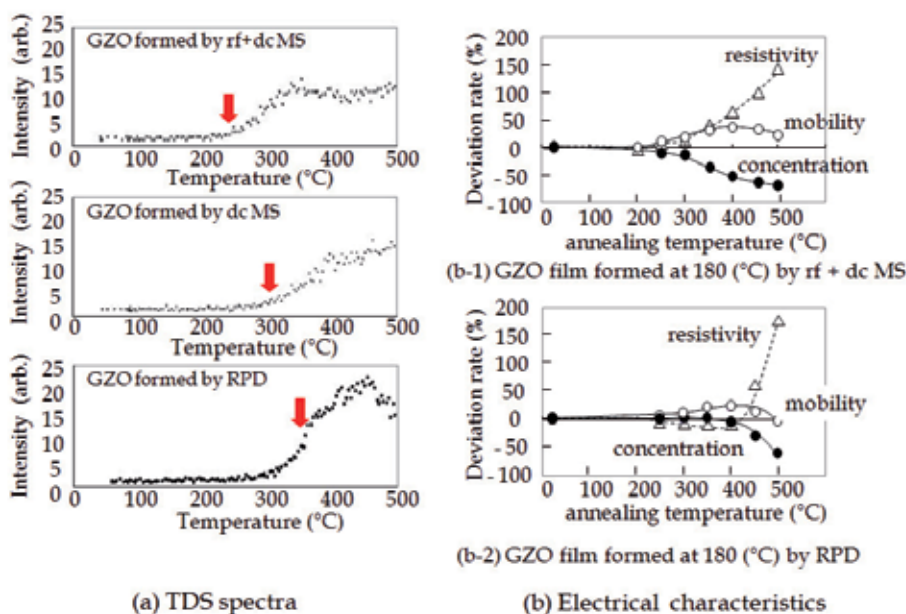 25
20
15
10
5
0
Intensity (arb.)
GZO formed by rf+dc MS
0 100 200 300 400 500
Temperature (°C)
25
20
15
10
5
0
Intensity (arb.)
GZO formed by dc MS
0 100 200 300 400 500
Temperature (°C)
25
20
15
10
5
0
Intensity (arb.)
GZO formed by RPD
0 100 200 300 400 500
Temperature (°C)
(a) TDS spectra
200
150
100
50
0
- 50
- 100
Deviation rate (%)
resistivity
mobility
concentration
0 100 200 300 400 500
annealing temperature (°C)
(b-1) GZO film formed at 180 (°C) by rf + dc MS
200
150
100
50
0
- 50
- 100
Deviation rate (%)
resistivity
mobility
concentration
0 100 200 300 400 500
annealing temperature (°C)
(b-2) GZO film formed at 180 (°C) by RPD
(b) Electrical characteristics